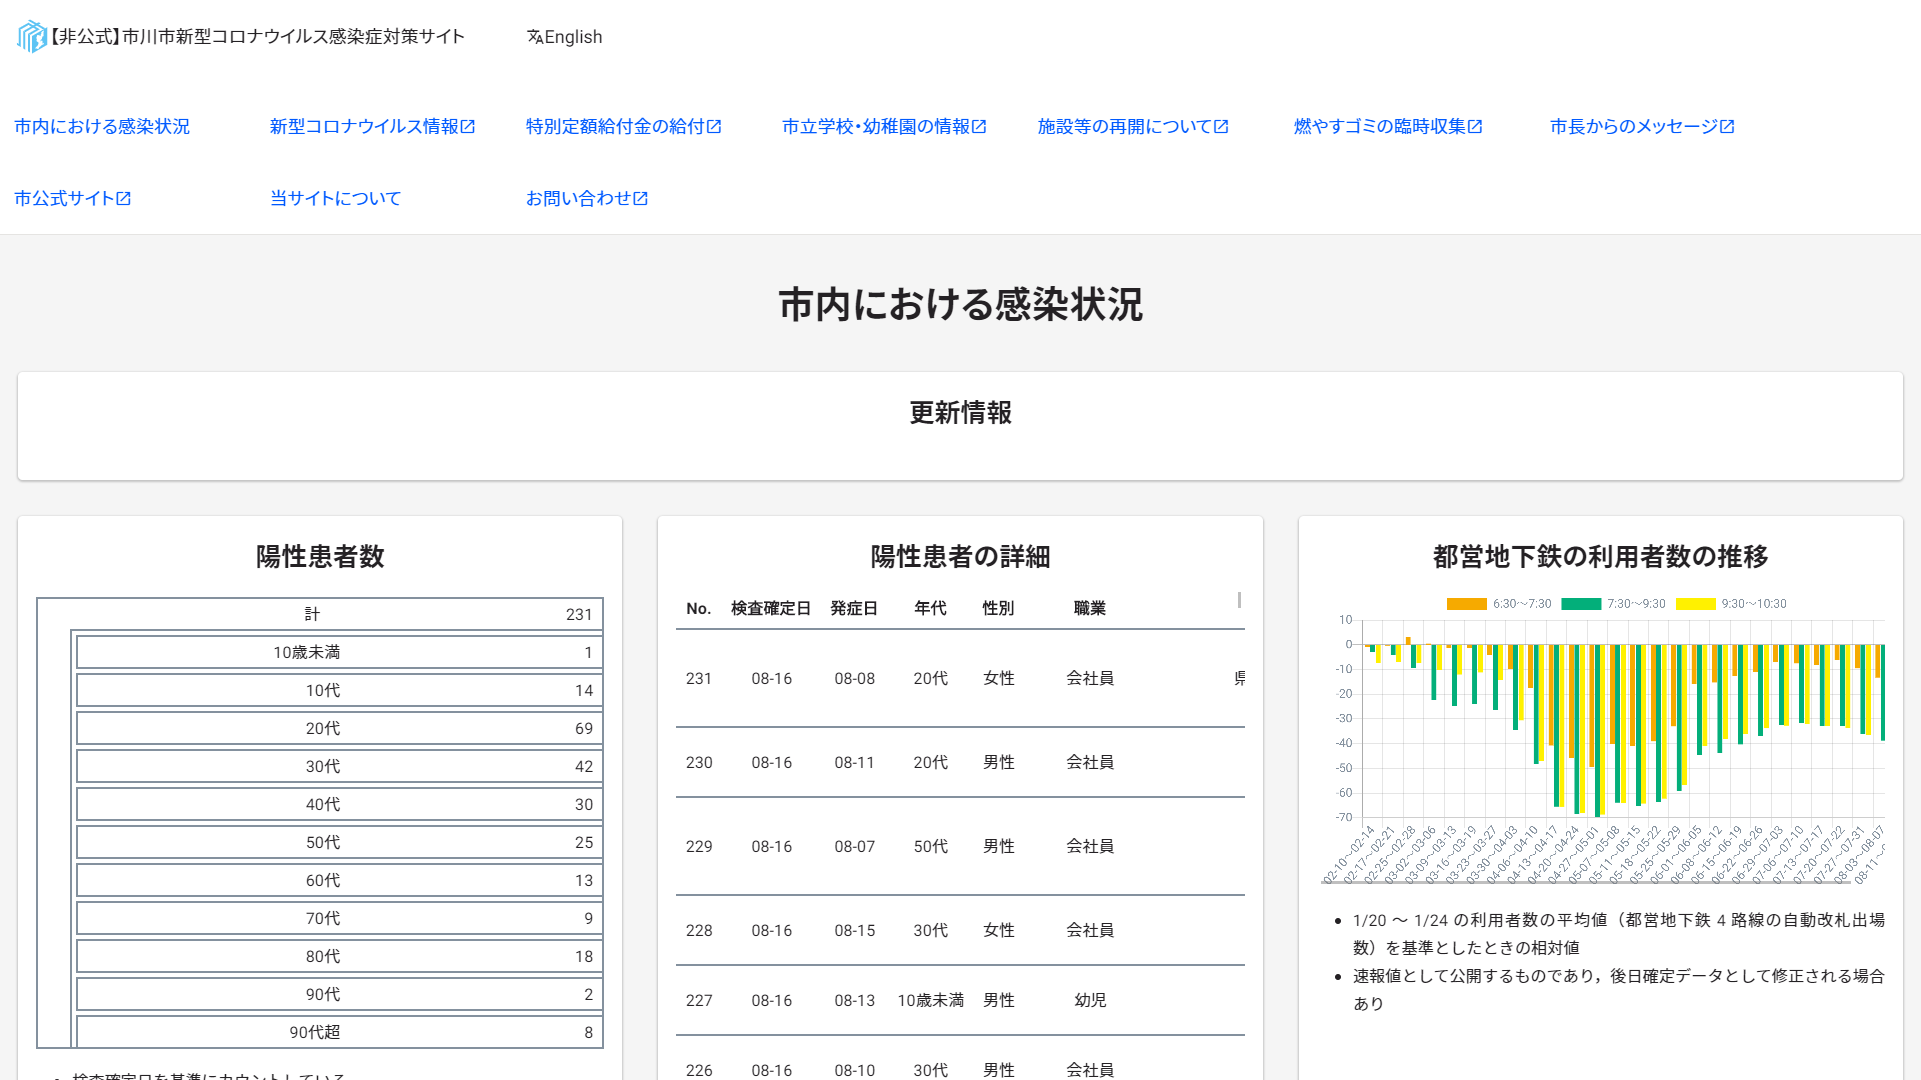 【非公式】市川市新型コロナウイルス感染症対策サイト
English
市内における感染状況
新型コロナウイルス情報
特別定額給付金の給付
市立学校・幼稚園の情報
施設等の再開について
燃やすゴミの臨時収集
市長からのメッセージ
市公式サイト
当サイトについて
お問い合わせ
市内における感染状況
更新情報
陽性患者数
計 231
10歳未満 1
10代 14
20代 69
30代 42
40代 30
50代 25
60代 13
70代 9
80代 18
90代 2
90代超 8
検査確定日を基準にカウントしている
陽性患者の詳細
No. 検査確定日 発症日 年代 性別 職業
231 08-16 08-08 20代 女性 会社員 県
230 08-16 08-11 20代 男性 会社員
229 08-16 08-07 50代 男性 会社員
228 08-16 08-15 30代 女性 会社員
227 08-16 08-13 10歳未満 男性 幼児
226 08-16 08-10 30代 男性 会社員
都営地下鉄の利用者数の推移
6:30～7:30 7:30～9:30 9:30～10:30
10
0
-10
-20
-30
-40
-50
-60
-70
02-10～02-14
02-17～02-21
02-25～02-28
03-02～03-06
03-09～03-13
03-16～03-19
03-23～03-27
03-30～04-03
04-06～04-10
04-13～04-17
04-20～04-24
04-27～05-01
05-07～05-08
05-11～05-15
05-18～05-22
05-25～05-29
06-01～06-05
06-08～06-12
06-15～06-19
06-22～06-26
06-29～07-03
07-06～07-10
07-13～07-17
07-20～07-22
07-27～07-31
08-03～08-07
08-11～
1/20 ～ 1/24 の利用者数の平均値（都営地下鉄 4 路線の自動改札出場
数）を基準としたときの相対値
速報値として公開するものであり，後日確定データとして修正される場合
あり